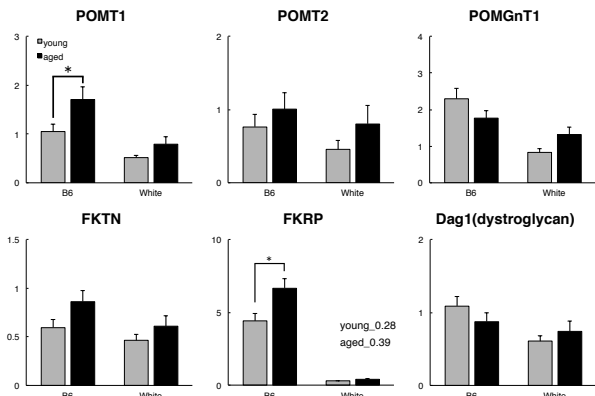 POMT1
POMT2
POMGnT1
3
2
1
0
young
aged
*
B6
White
2
1
0
B6
White
4
3
2
1
0
B6
White
FKTN
FKRP
Dag1(dystroglycan)
1.5
1
0.5
0
B6
White
10
5
0
*
young_0.28
aged_0.39
B6
White
2
1
0
B6
White